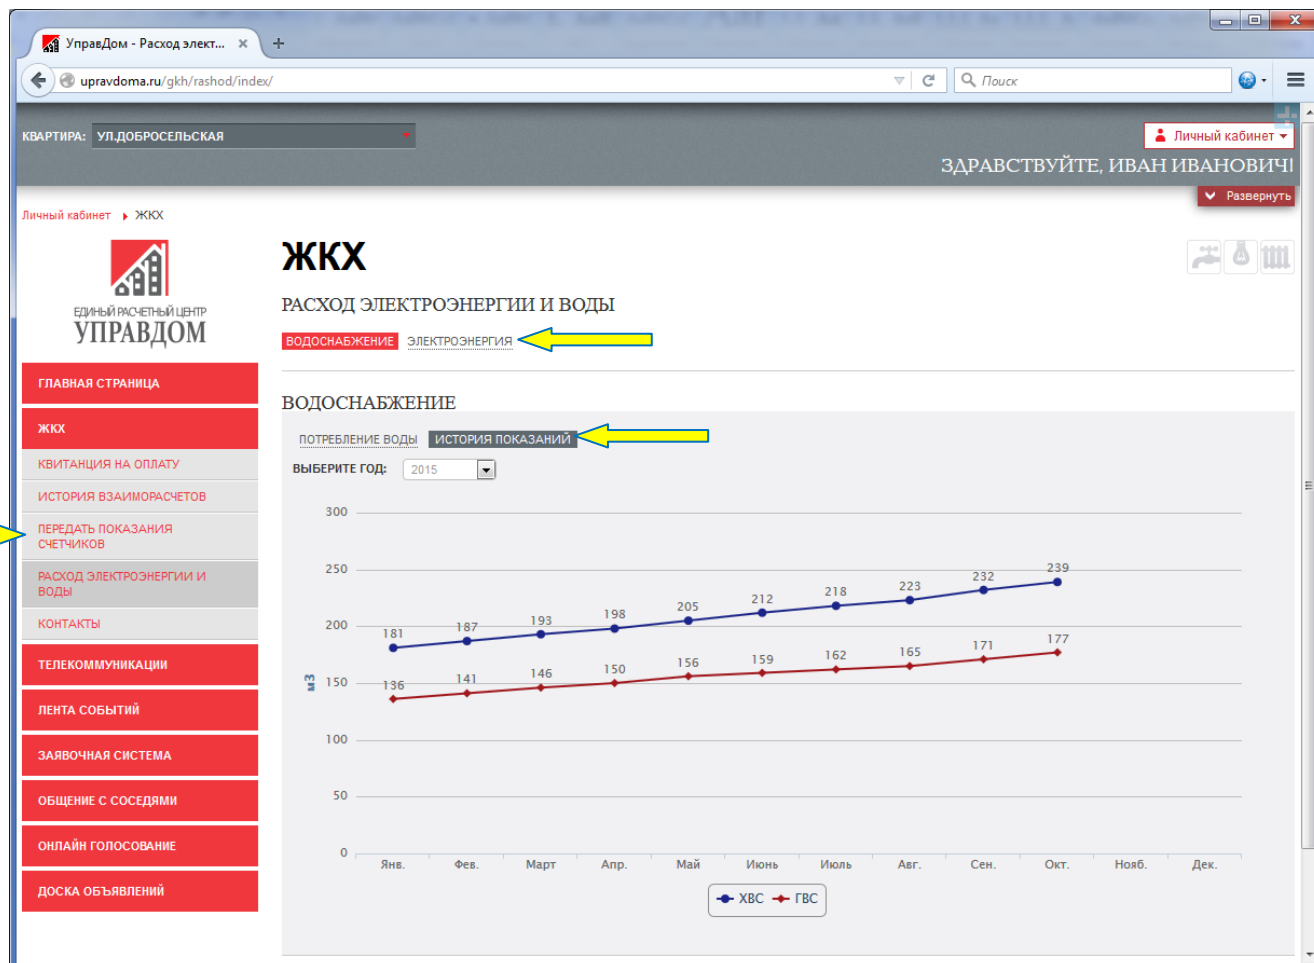 УправДом - Расход элект...
upravdoma.ru/gkh/rashod/index/
Поиск
КВАРТИРА: УЛ.ДОБРОСЕЛЬСКАЯ
Личный кабинет
ЗДРАВСТВУЙТЕ, ИВАН ИВАНОВИЧ!
Развернуть
Личный кабинет ЖКХ
ЕДИНЫЙ РАСЧЕТНЫЙ ЦЕНТР
УПРАВДОМ
ГЛАВНАЯ СТРАНИЦА
ЖКХ
КВИТАНЦИЯ НА ОПЛАТУ
ИСТОРИЯ ВЗАИМОРАСЧЕТОВ
ПЕРЕДАТЬ ПОКАЗАНИЯ
СЧЕТЧИКОВ
РАСХОД ЭЛЕКТРОЭНЕРГИИ И
ВОДЫ
КОНТАКТЫ
ТЕЛЕКОММУНИКАЦИИ
ЛЕНТА СОБЫТИЙ
ЗАЯВОЧНАЯ СИСТЕМА
ОБЩЕНИЕ С СОСЕДЯМИ
ОНЛАЙН ГОЛОСОВАНИЕ
ДОСКА ОБЪЯВЛЕНИЙ
ЖКХ
РАСХОД ЭЛЕКТРОЭНЕРГИИ И ВОДЫ
ВОДОСНАБЖЕНИЕ ЭЛЕКТРОЭНЕРГИЯ
ВОДОСНАБЖЕНИЕ
ПОТРЕБЛЕНИЕ ВОДЫ ИСТОРИЯ ПОКАЗАНИЙ
ВЫБЕРИТЕ ГОД: 2015
300
250
200
150
100
50
0
м3
181 187 193 198 205 212 218 223 232 239
136 141 146 150 156 159 162 165 171 177
Янв. Фев. Март Апр. Май Июнь Июль Авг. Сен. Окт. Нояб. Дек.
ХВС ГВС